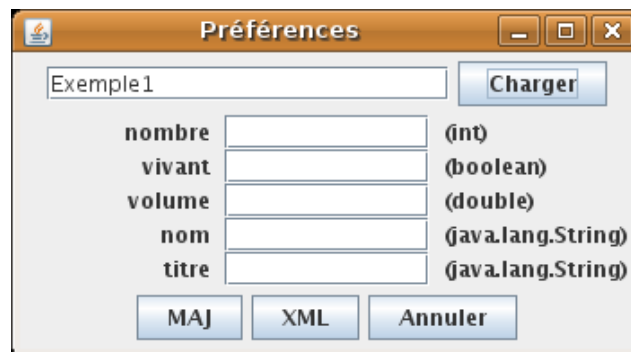 Préférences
Exemple1 Charger
nombre (int)
vivant (boolean)
volume (double)
nom (java.lang.String)
titre (java.lang.String)
MAJ XML Annuler